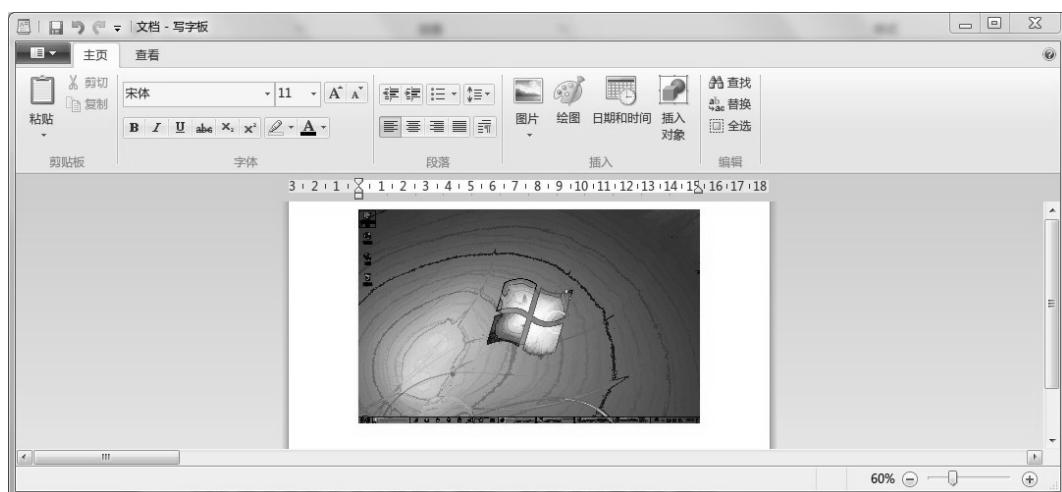 文档 - 写字板
主页 查看
剪切
复制
粘贴
宋体 11 A A
B I U abc X₂ X² A
图片 绘图 日期和时间 插入对象
查找
替换
全选
剪贴板 字体 段落 插入 编辑
3 2 1 1 2 3 4 5 6 7 8 9 10 11 12 13 14 15 16 17 18
60%